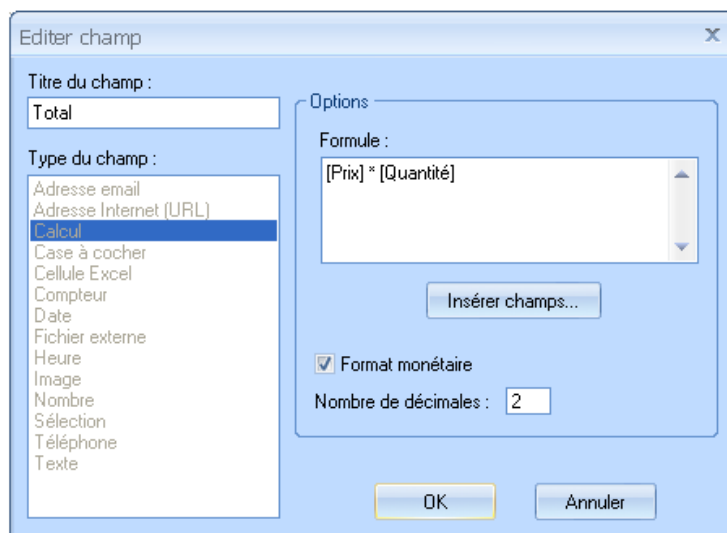 Editer champ
Titre du champ :
Total
Type du champ :
Adresse email
Adresse Internet (URL)
Calcul
Case à cocher
Cellule Excel
Compteur
Date
Fichier externe
Heure
Image
Nombre
Sélection
Téléphone
Texte
Options
Formule :
[Prix] * [Quantité]
Insérer champs...
Format monétaire
Nombre de décimales : 2
OK
Annuler